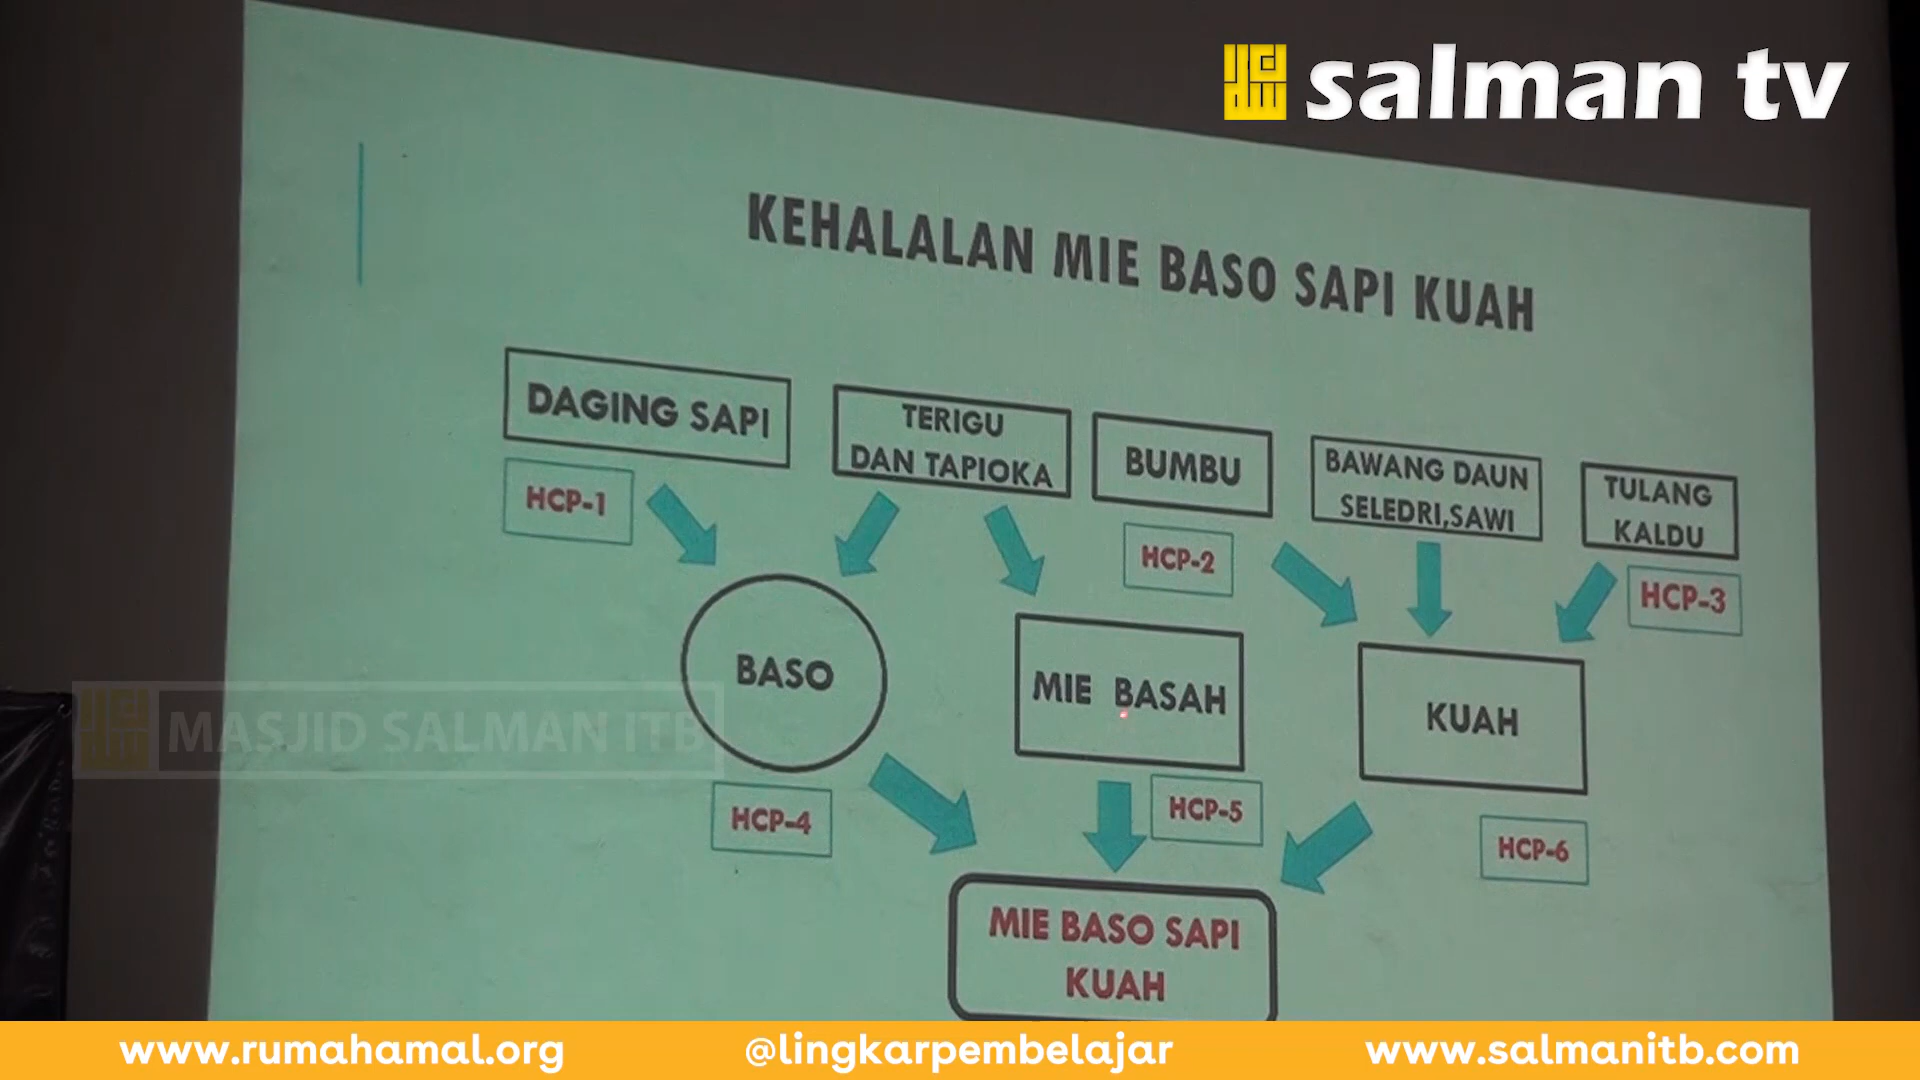 salman tv
KEHALALAN MIE BASO SAPI KUAH
DAGING SAPI
TERIGU
DAN TAPIOKA
BUMBU
BAWANG DAUN
SELEDRI,SAWI
TULANG
KALDU
HCP-1
HCP-2
HCP-3
BASO
MIE BASAH
KUAH
MASJID SALMAN ITB
HCP-4
HCP-5
HCP-6
MIE BASO SAPI
KUAH
www.rumahamal.org
@lingkarpembelajar
www.salmanitb.com